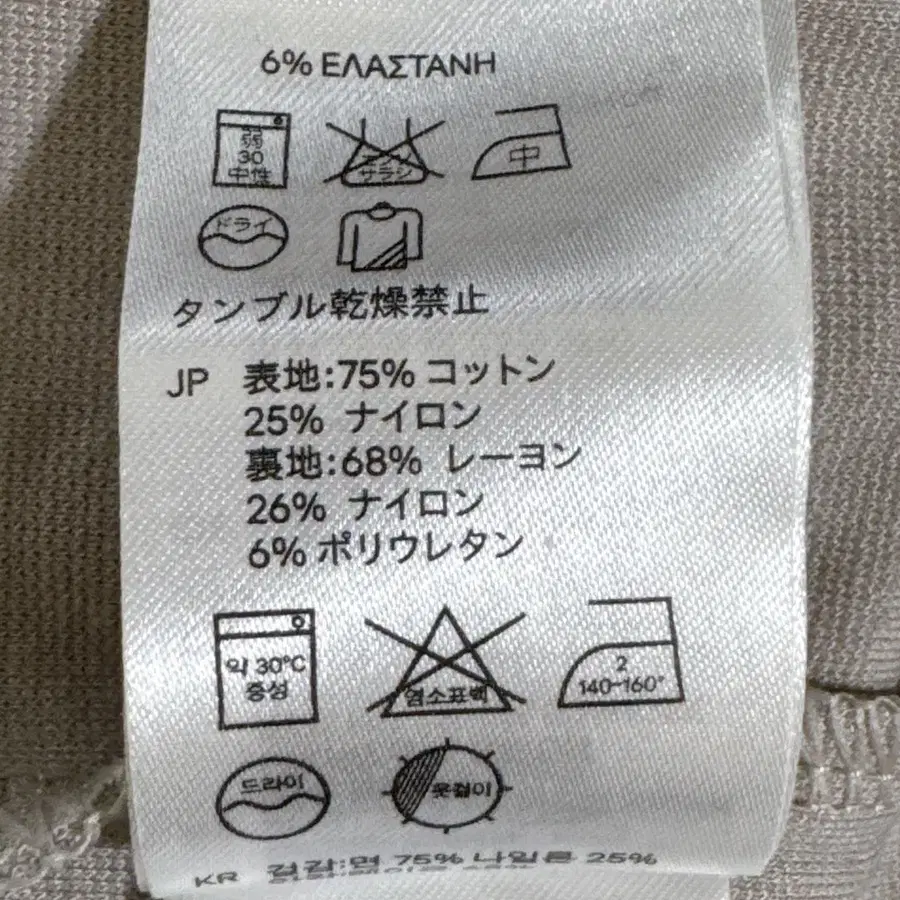 6% ΕΛΑΣΤΑΝΗ
弱
30
中性
エンソ
サラシ
中
ドライ
タンブル乾燥禁止
JP 表地:75% コットン
25% ナイロン
裏地:68% レーヨン
26% ナイロン
6% ポリウレタン
약 30°C
중성
염소표백
2
140-160°
드라이
옷걸이
KR 겉감:면 75% 나일론 25%